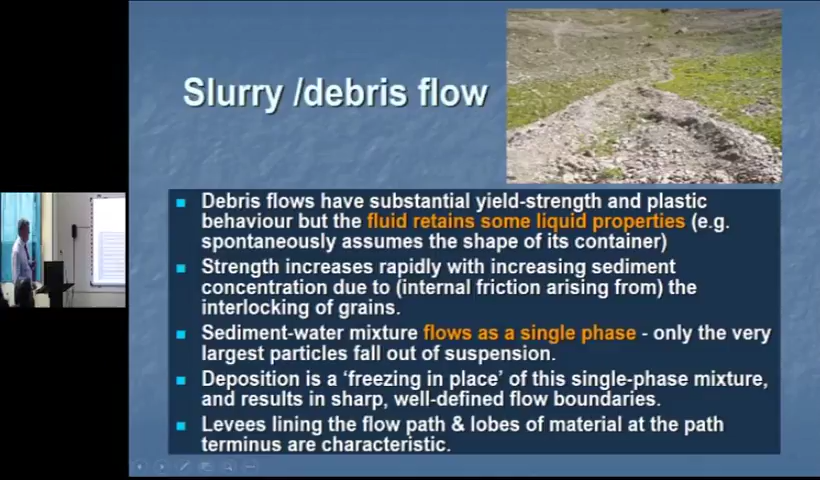 Slurry /debris flow
Debris flows have substantial yield-strength and plastic
behaviour but the fluid retains some liquid properties (e.g.
spontaneously assumes the shape of its container)
Strength increases rapidly with increasing sediment
concentration due to (internal friction arising from) the
interlocking of grains.
Sediment-water mixture flows as a single phase - only the very
largest particles fall out of suspension.
Deposition is a ‘freezing in place’ of this single-phase mixture,
and results in sharp, well-defined flow boundaries.
Levees lining the flow path & lobes of material at the path
terminus are characteristic.